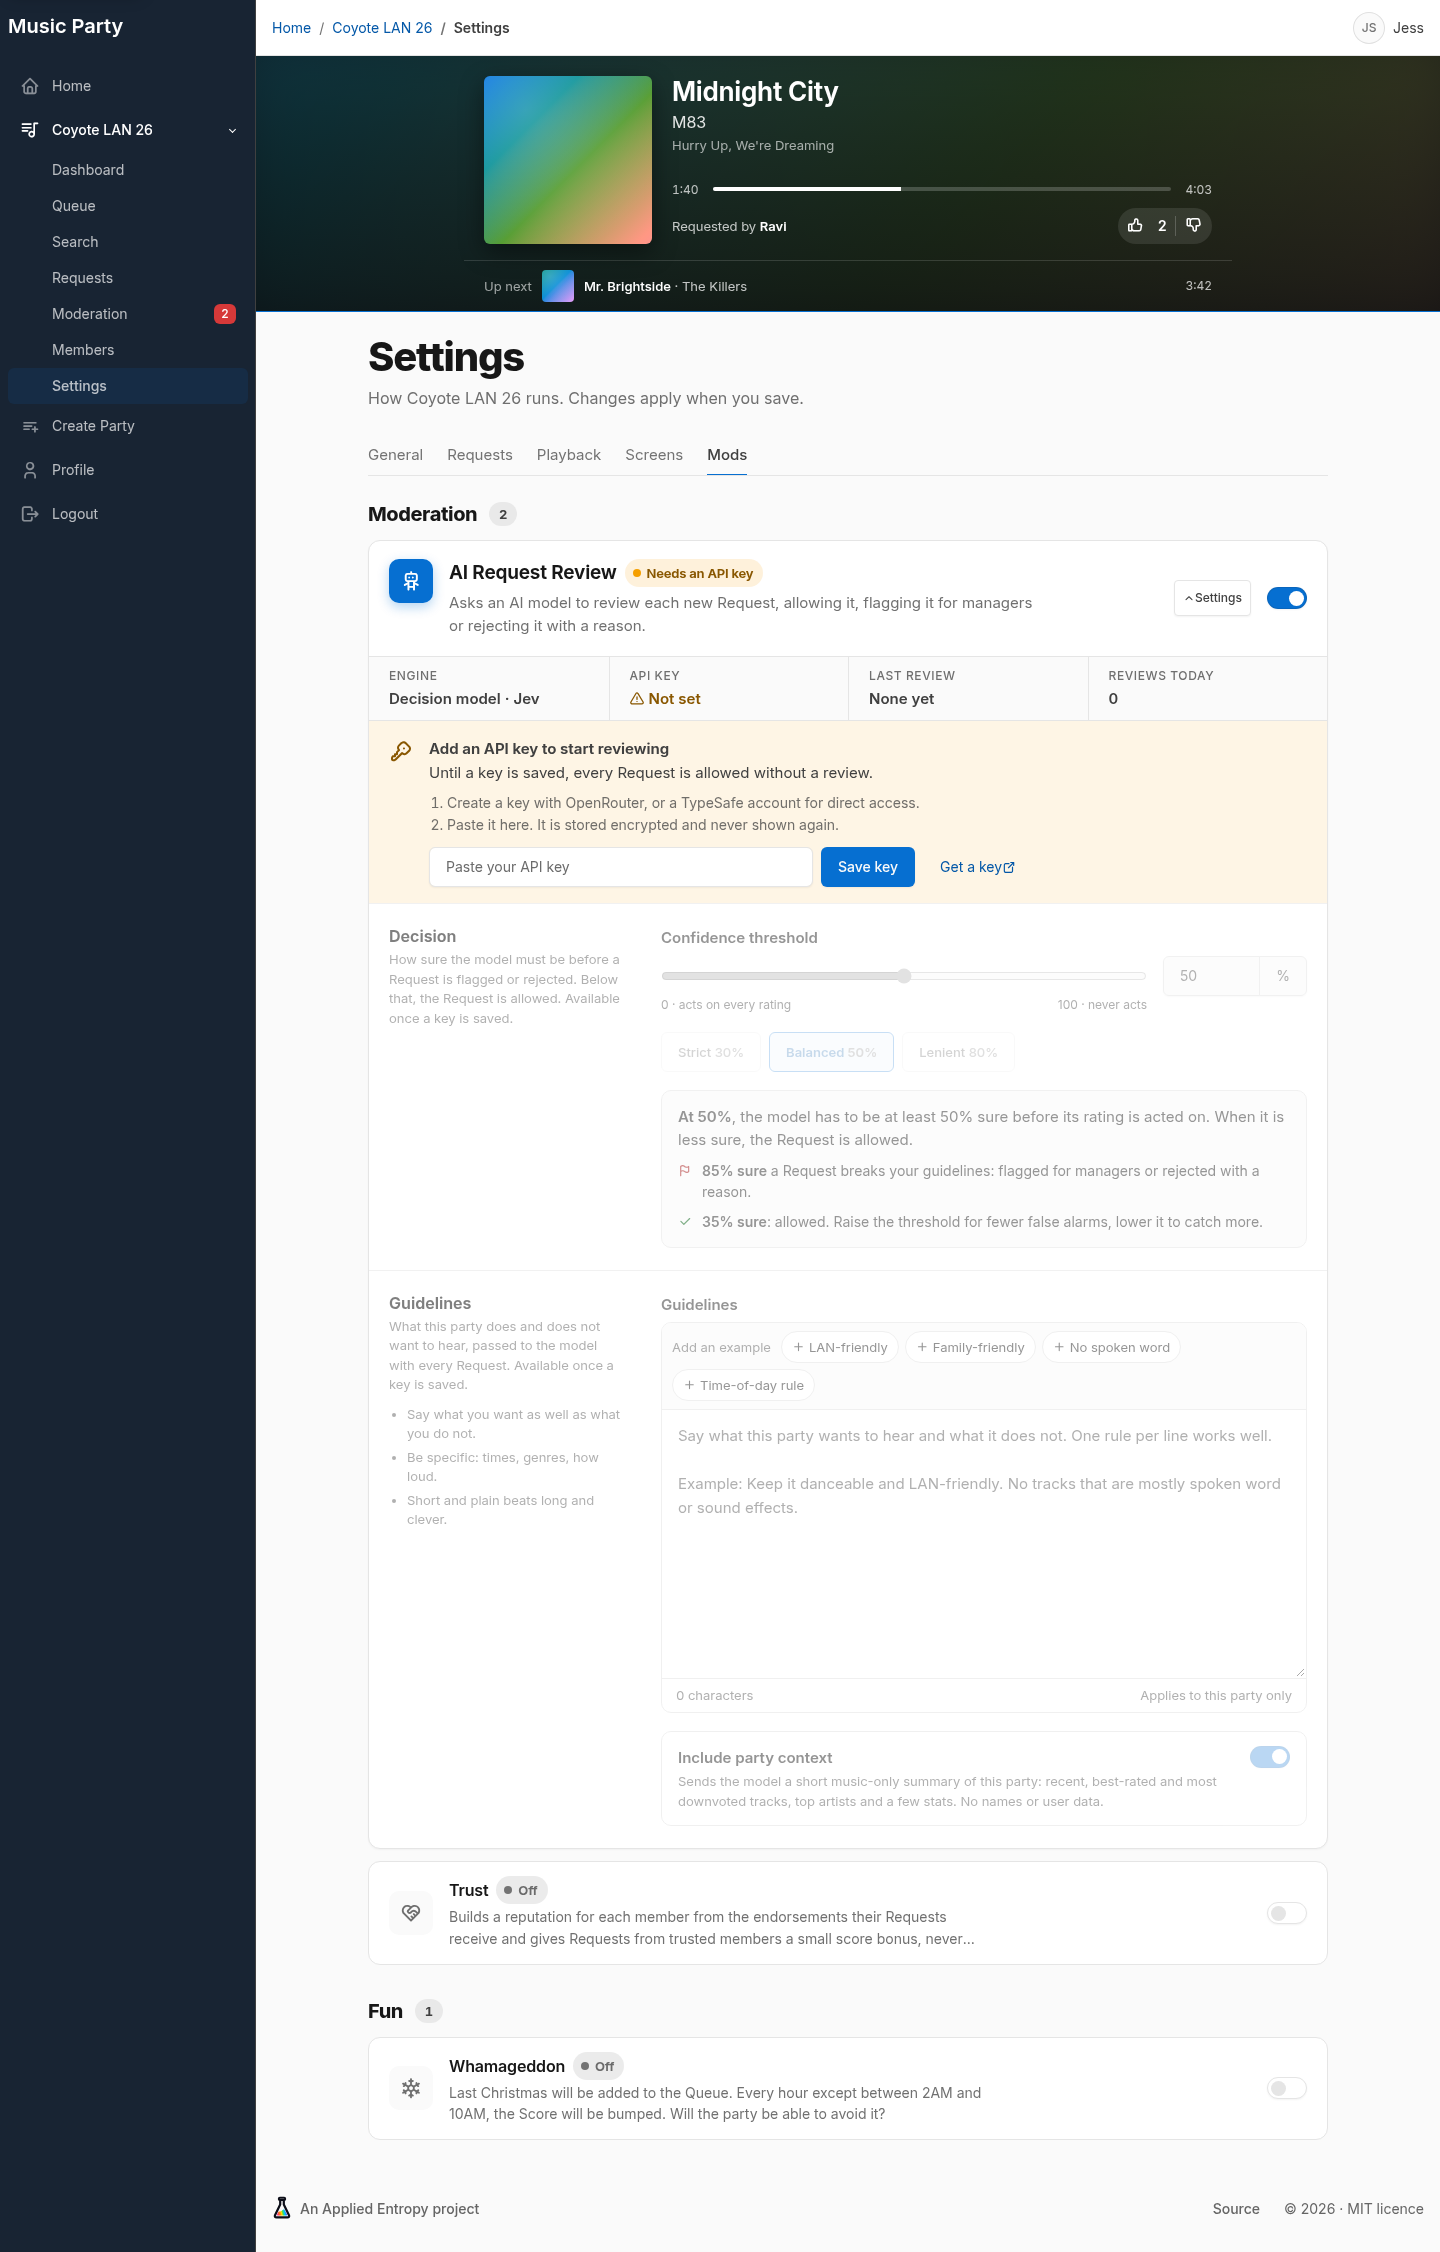 Music Party
Home
Coyote LAN 26
Dashboard
Queue
Search
Requests
Moderation 2
Members
Settings
Create Party
Profile
Logout
Home / Coyote LAN 26 / Settings
JS Jess
Midnight City
M83
Hurry Up, We're Dreaming
1:40 4:03
Requested by Ravi
2
Up next Mr. Brightside · The Killers 3:42
Settings
How Coyote LAN 26 runs. Changes apply when you save.
General Requests Playback Screens Mods
Moderation 2
AI Request Review Needs an API key
Asks an AI model to review each new Request, allowing it, flagging it for managers
or rejecting it with a reason.
Settings
ENGINE
Decision model · Jev
API KEY
Not set
LAST REVIEW
None yet
REVIEWS TODAY
0
Add an API key to start reviewing
Until a key is saved, every Request is allowed without a review.
1. Create a key with OpenRouter, or a TypeSafe account for direct access.
2. Paste it here. It is stored encrypted and never shown again.
Paste your API key
Save key
Get a key
Decision
How sure the model must be before a
Request is flagged or rejected. Below
that, the Request is allowed. Available
once a key is saved.
Confidence threshold
50 %
0 · acts on every rating
100 · never acts
Strict 30%
Balanced 50%
Lenient 80%
At 50%, the model has to be at least 50% sure before its rating is acted on. When it is
less sure, the Request is allowed.
85% sure a Request breaks your guidelines: flagged for managers or rejected with a
reason.
35% sure: allowed. Raise the threshold for fewer false alarms, lower it to catch more.
Guidelines
What this party does and does not
want to hear, passed to the model
with every Request. Available once a
key is saved.
• Say what you want as well as what
you do not.
• Be specific: times, genres, how
loud.
• Short and plain beats long and
clever.
Guidelines
Add an example + LAN-friendly + Family-friendly + No spoken word
+ Time-of-day rule
Say what this party wants to hear and what it does not. One rule per line works well.
Example: Keep it danceable and LAN-friendly. No tracks that are mostly spoken word
or sound effects.
0 characters
Applies to this party only
Include party context
Sends the model a short music-only summary of this party: recent, best-rated and most
downvoted tracks, top artists and a few stats. No names or user data.
Trust Off
Builds a reputation for each member from the endorsements their Requests
receive and gives Requests from trusted members a small score bonus, never...
Fun 1
Whamageddon Off
Last Christmas will be added to the Queue. Every hour except between 2AM and
10AM, the Score will be bumped. Will the party be able to avoid it?
An Applied Entropy project
Source
© 2026 · MIT licence